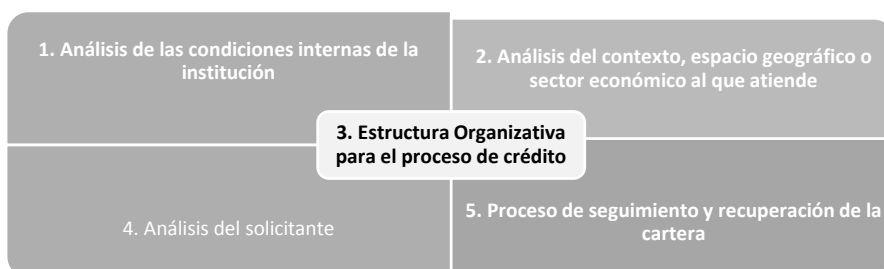 1. Análisis de las condiciones internas de la
institución
2. Análisis del contexto, espacio geográfico o
sector económico al que atiende
3. Estructura Organizativa
para el proceso de crédito
4. Análisis del solicitante
5. Proceso de seguimiento y recuperación de la
cartera